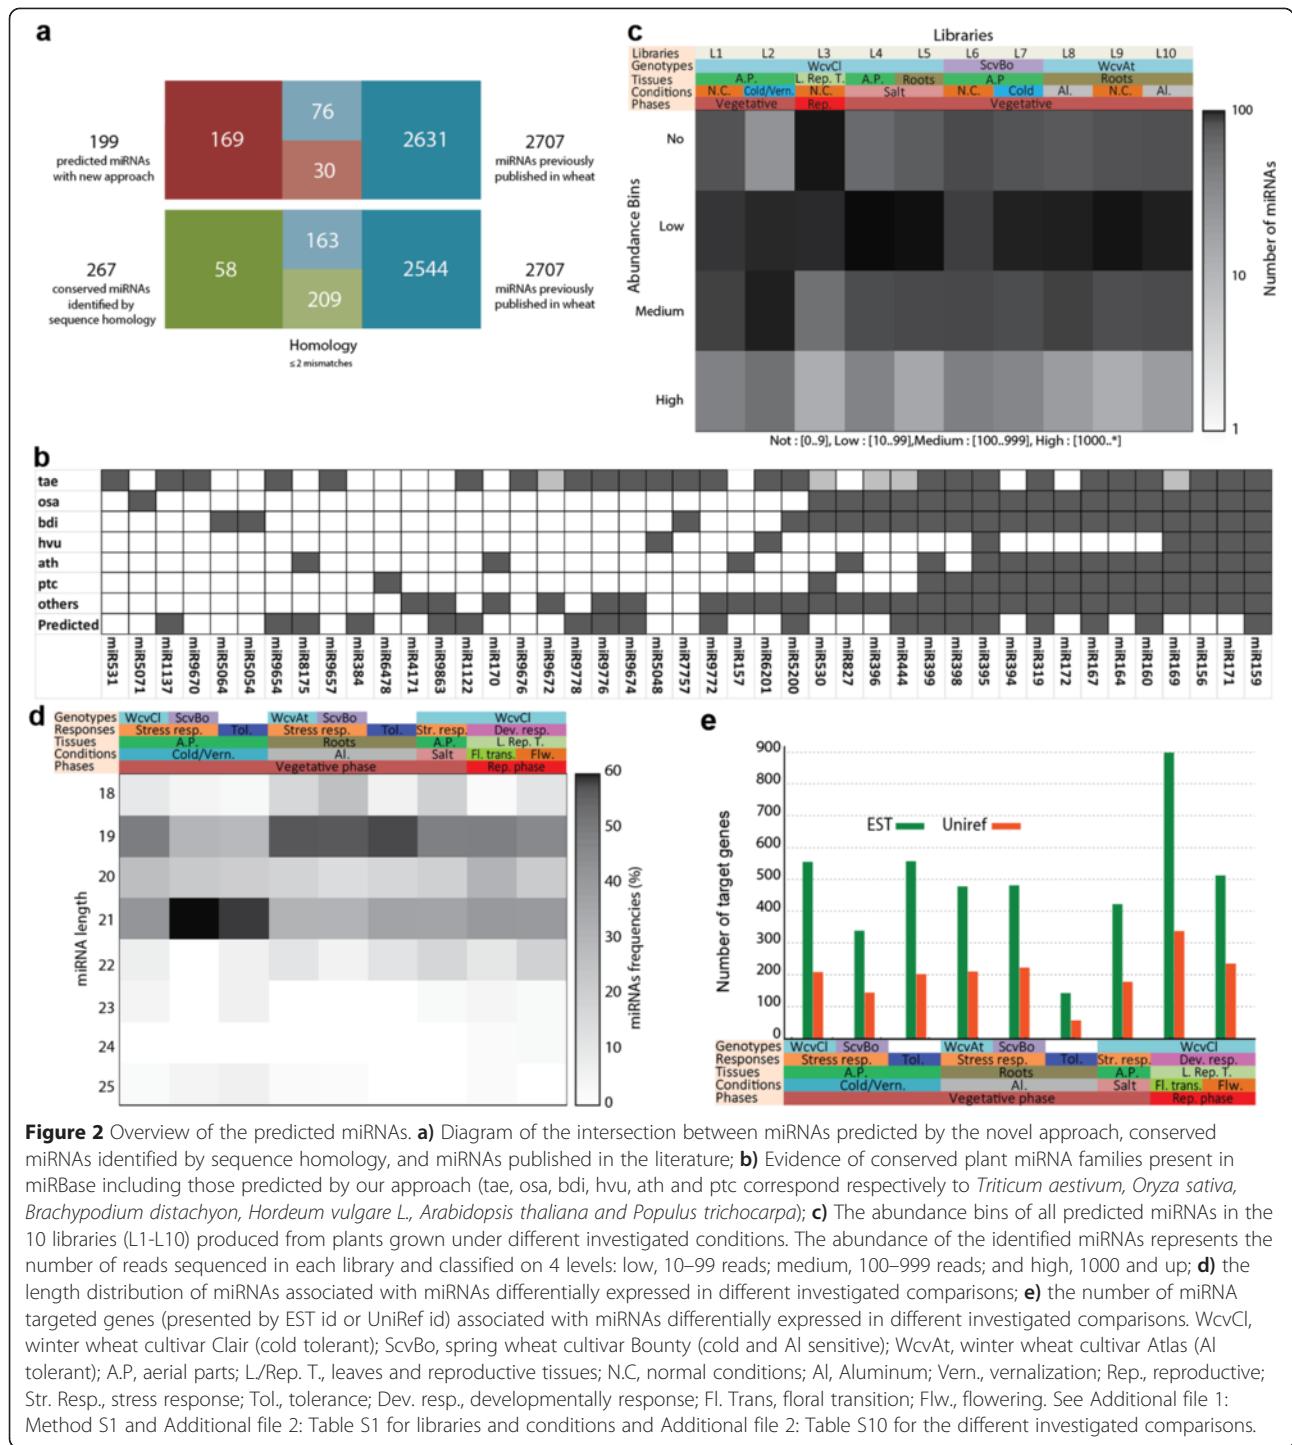 a
199
predicted miRNAs
with new approach
169
76
30
2631
2707
miRNAs previously
published in wheat
267
conserved miRNAs
identified by
sequence homology
58
163
209
2544
2707
miRNAs previously
published in wheat
Homology
≤ 2 mismatches
c
Libraries
Libraries L1 L2 L3 L4 L5 L6 L7 L8 L9 L10
Genotypes WcvCl ScvBo WcvAt
Tissues A.P. L. Rep. T. A.P. Roots A.P Roots
Conditions N.C. Cold/Vern. N.C. Salt N.C. Cold Al. N.C. Al.
Phases Vegetative Rep. Vegetative
Abundance Bins
No
Low
Medium
High
100
10
1
Number of miRNAs
Not : [0..9], Low : [10..99],Medium : [100..999], High : [1000..*]
b
tae
osa
bdi
hvu
ath
ptc
others
Predicted
miR531 miR5071 miR1137 miR9670 miR5064 miR5054 miR9654 miR8175 miR9657 miR384 miR6478 miR4171 miR9863 miR1122 miR170 miR9676 miR9672 miR9778 miR9776 miR9674 miR5048 miR7757 miR9772 miR157 miR6201 miR5200 miR530 miR827 miR396 miR444 miR399 miR398 miR395 miR394 miR319 miR172 miR167 miR164 miR160 miR169 miR156 miR171 miR159
d
Genotypes WcvCl ScvBo WcvAt ScvBo WcvCl
Responses Stress resp. Tol. Stress resp. Tol. Str. resp. Dev. resp.
Tissues A.P. Roots A.P. L. Rep. T.
Conditions Cold/Vern. Al. Salt Fl. trans. Flw.
Phases Vegetative phase Rep. phase
miRNA length
18
19
20
21
22
23
24
25
60
50
40
30
20
10
0
miRNAs frequencies (%)
e
Number of target genes
900
800
700
600
500
400
300
200
100
0
EST Uniref
Genotypes WcvCl ScvBo WcvAt ScvBo WcvCl
Responses Stress resp. Tol. Stress resp. Tol. Str. resp. Dev. resp.
Tissues A.P. Roots A.P. L. Rep. T.
Conditions Cold/Vern. Al. Salt Fl. trans. Flw.
Phases Vegetative phase Rep. phase
Figure 2 Overview of the predicted miRNAs. a) Diagram of the intersection between miRNAs predicted by the novel approach, conserved
miRNAs identified by sequence homology, and miRNAs published in the literature; b) Evidence of conserved plant miRNA families present in
miRBase including those predicted by our approach (tae, osa, bdi, hvu, ath and ptc correspond respectively to Triticum aestivum, Oryza sativa,
Brachypodium distachyon, Hordeum vulgare L., Arabidopsis thaliana and Populus trichocarpa); c) The abundance bins of all predicted miRNAs in the
10 libraries (L1-L10) produced from plants grown under different investigated conditions. The abundance of the identified miRNAs represents the
number of reads sequenced in each library and classified on 4 levels: low, 10–99 reads; medium, 100–999 reads; and high, 1000 and up; d) the
length distribution of miRNAs associated with miRNAs differentially expressed in different investigated comparisons; e) the number of miRNA
targeted genes (presented by EST id or UniRef id) associated with miRNAs differentially expressed in different investigated comparisons. WcvCl,
winter wheat cultivar Clair (cold tolerant); ScvBo, spring wheat cultivar Bounty (cold and Al sensitive); WcvAt, winter wheat cultivar Atlas (Al
tolerant); A.P, aerial parts; L./Rep. T., leaves and reproductive tissues; N.C, normal conditions; Al, Aluminum; Vern., vernalization; Rep., reproductive;
Str. Resp., stress response; Tol., tolerance; Dev. resp., developmentally response; Fl. Trans, floral transition; Flw., flowering. See Additional file 1:
Method S1 and Additional file 2: Table S1 for libraries and conditions and Additional file 2: Table S10 for the different investigated comparisons.